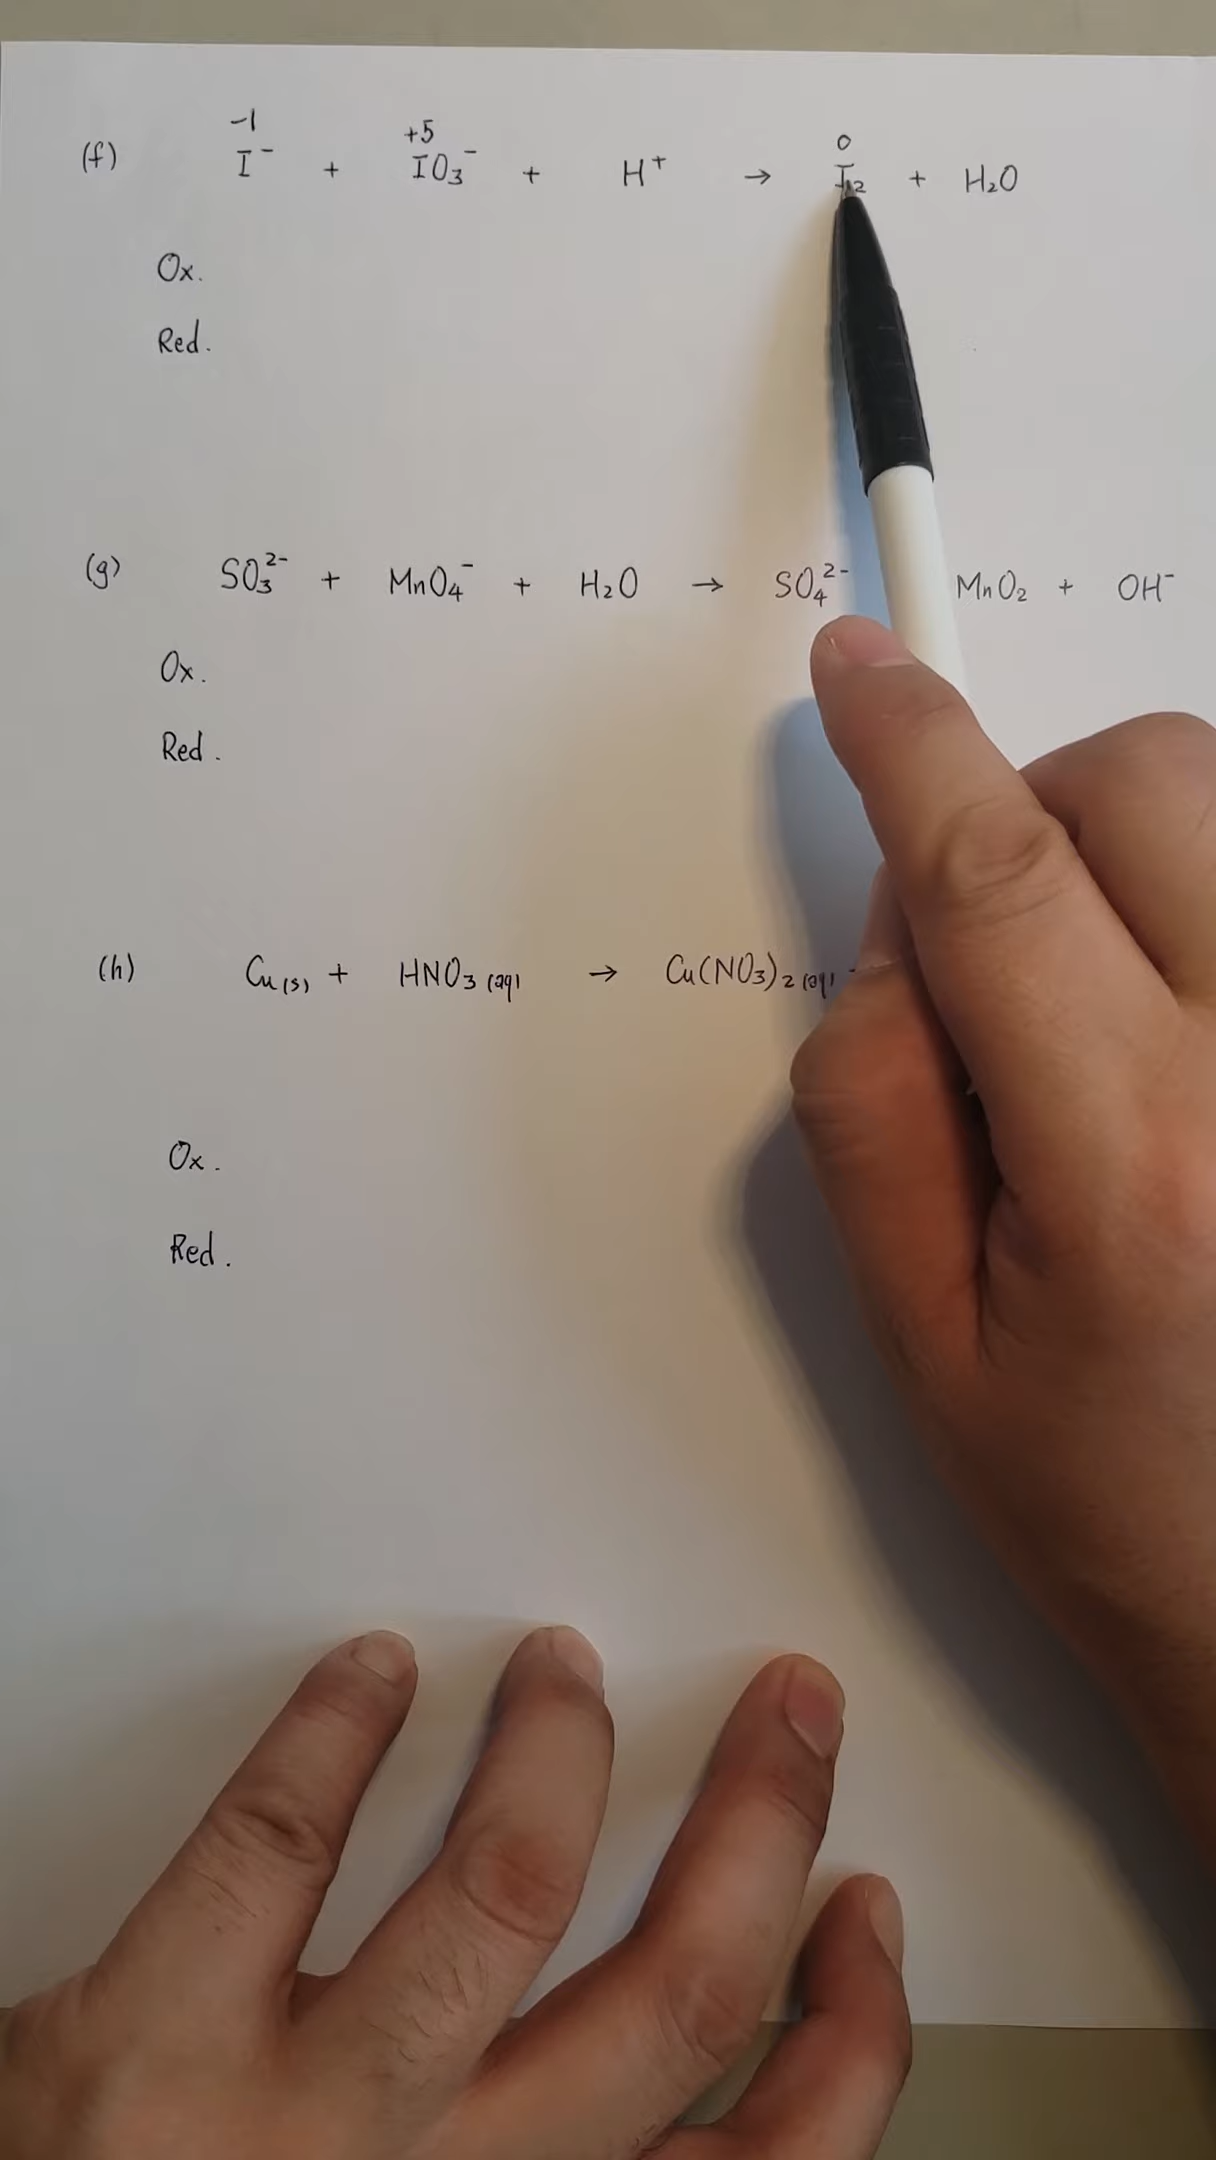 -1 +5 0
(f) I⁻ + IO₃⁻ + H⁺ → I₂ + H₂O
Ox.
Red.
(g) SO₃²⁻ + MnO₄⁻ + H₂O → SO₄²⁻ MnO₂ + OH⁻
Ox.
Red.
(h) Cu(s) + HNO₃(aq) → Cu(NO₃)₂(aq)
Ox.
Red.